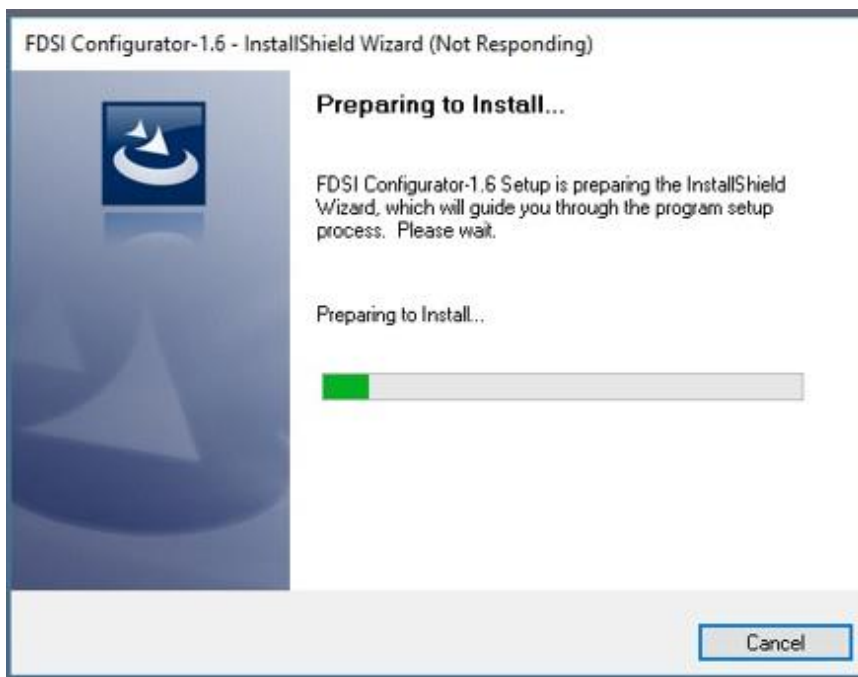 FDSI Configurator-1.6 - InstallShield Wizard (Not Responding)
Preparing to Install...
FDSI Configurator-1.6 Setup is preparing the InstallShield
Wizard, which will guide you through the program setup
process. Please wait.
Preparing to Install...
Cancel